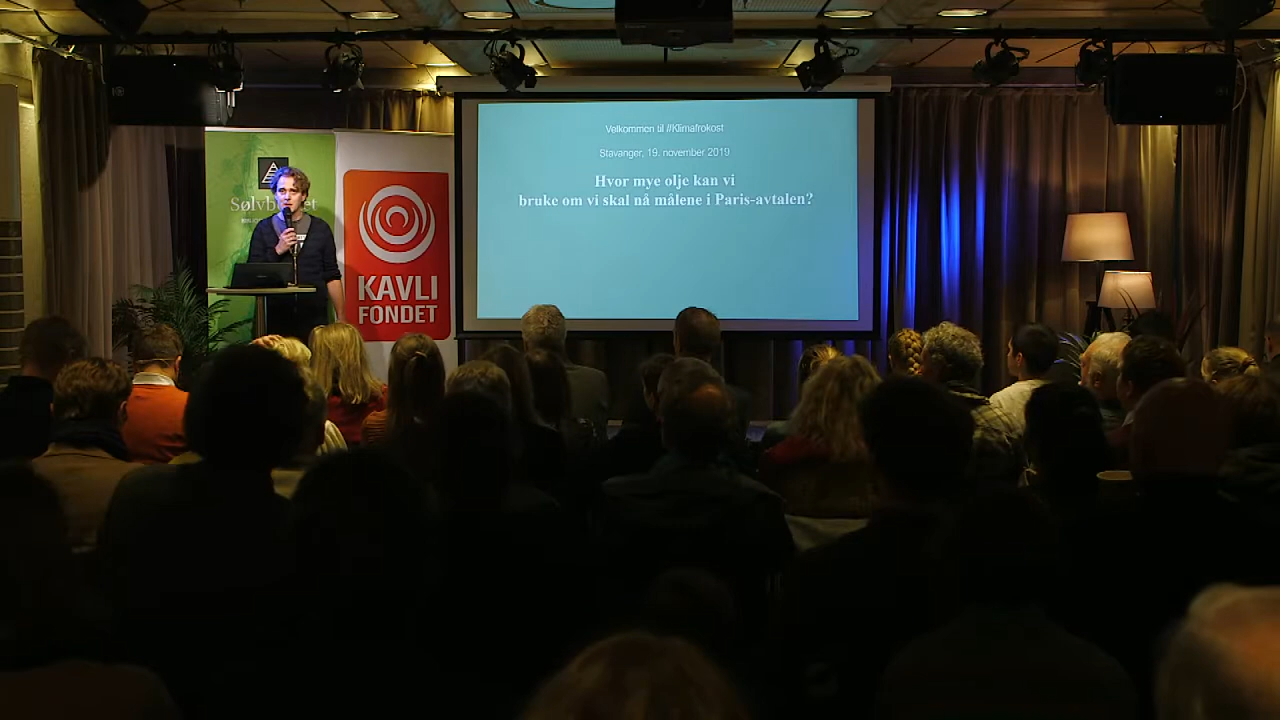 Velkommen til #Klimafrokost
Stavanger, 19. november 2019
Hvor mye olje kan vi
bruke om vi skal nå målene i Paris-avtalen?
KAVLI
FONDET